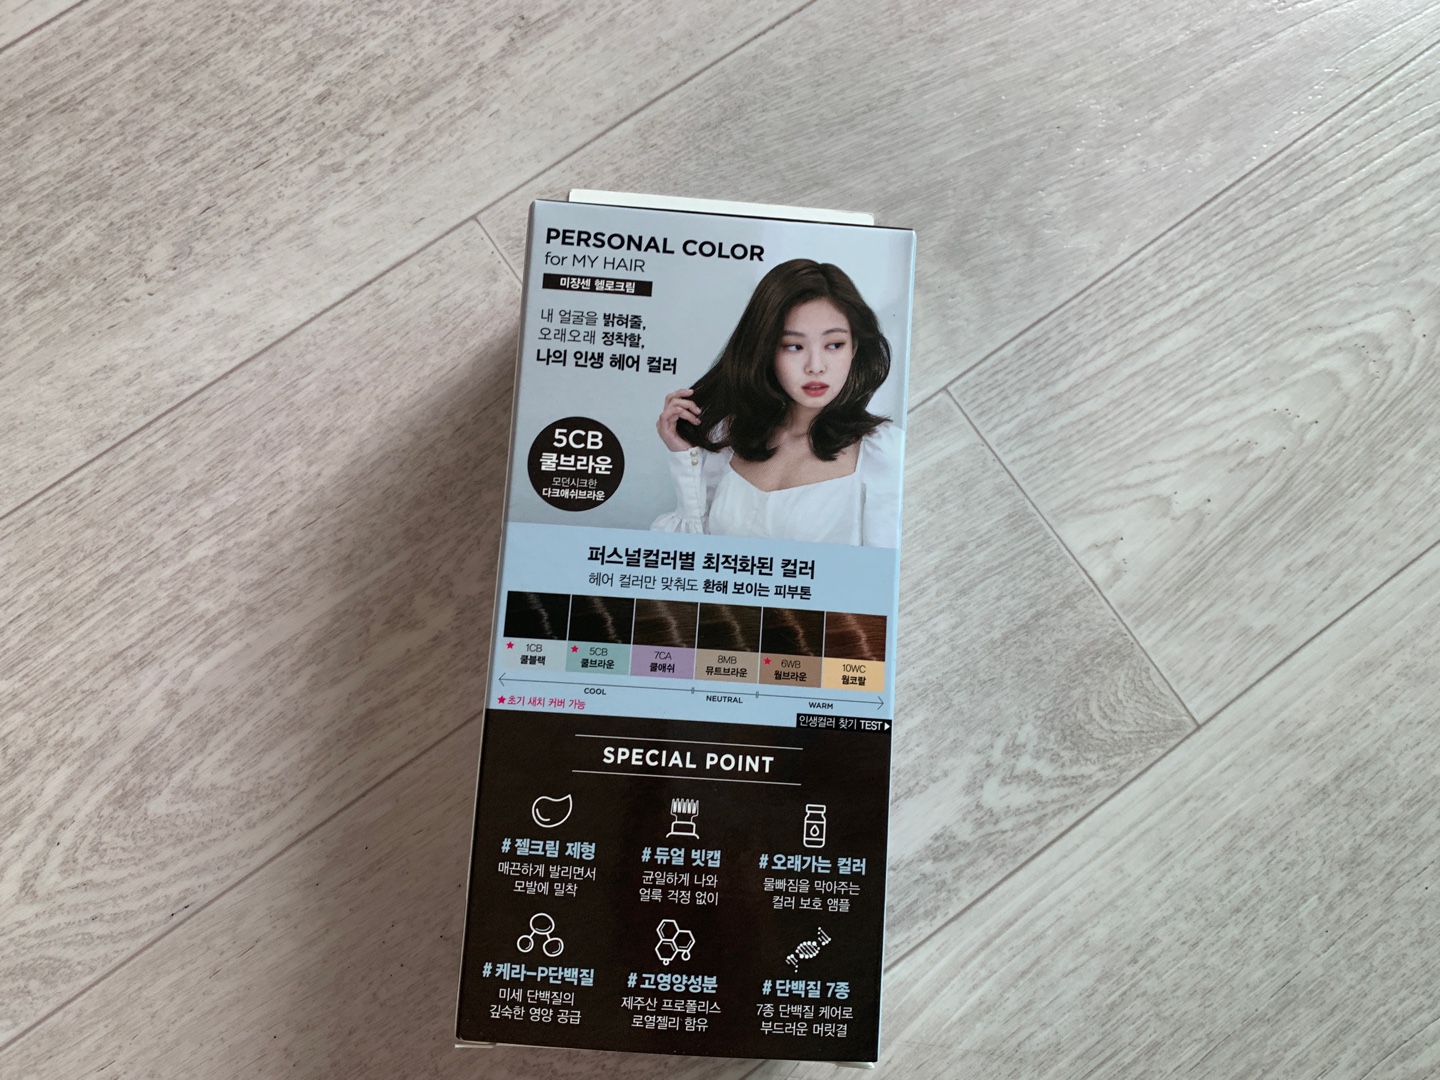 PERSONAL COLOR
for MY HAIR
미쟝센 헬로크림
내 얼굴을 밝혀줄,
오래오래 정착할,
나의 인생 헤어 컬러
5CB
쿨브라운
모던시크한
다크애쉬브라운
퍼스널컬러별 최적화된 컬러
헤어 컬러만 맞춰도 환해 보이는 피부톤
★ 1CB 쿨블랙
★ 5CB 쿨브라운
7CA 쿨애쉬
8MB 뮤트브라운
★ 6WB 웜브라운
10WC 웜코랄
COOL NEUTRAL WARM
★초기 새치 커버 가능
인생컬러 찾기 TEST▶
SPECIAL POINT
# 젤크림 제형
매끈하게 발리면서
모발에 밀착
# 듀얼 빗캡
균일하게 나와
얼룩 걱정 없이
# 오래가는 컬러
물빠짐을 막아주는
컬러 보호 앰플
# 케라-P단백질
미세 단백질의
깊숙한 영양 공급
# 고영양성분
제주산 프로폴리스
로열젤리 함유
# 단백질 7종
7종 단백질 케어로
부드러운 머릿결